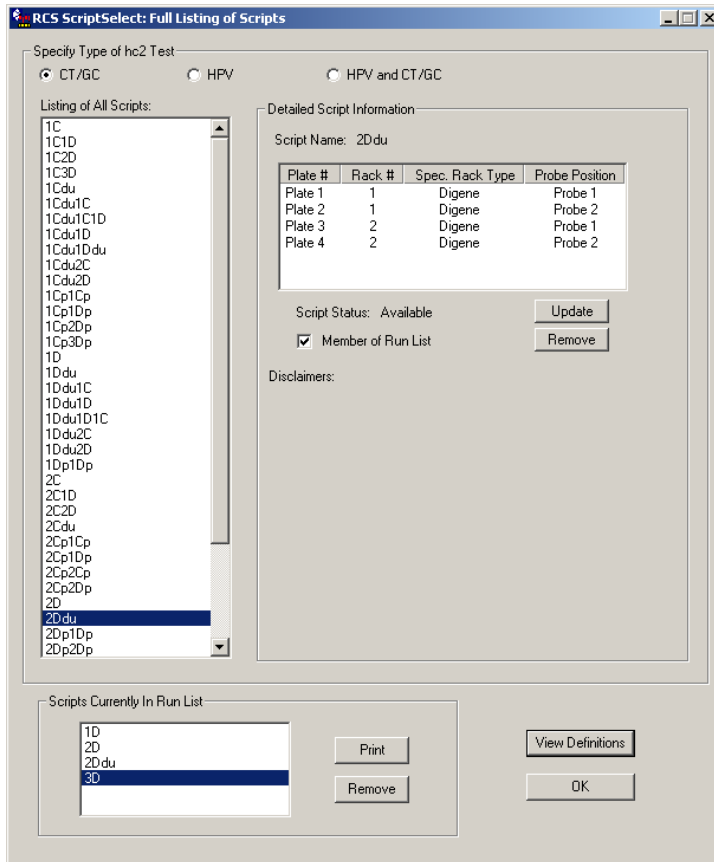 RCS ScriptSelect: Full Listing of Scripts
Specify Type of hc2 Test
CT/GC HPV HPV and CT/GC
Listing of All Scripts:
1C
1C1D
1C2D
1C3D
1Cdu
1Cdu1C
1Cdu1C1D
1Cdu1D
1Cdu1Ddu
1Cdu2C
1Cdu2D
1Cp1Cp
1Cp1Dp
1Cp2Dp
1Cp3Dp
1D
1Ddu
1Ddu1C
1Ddu1D
1Ddu1D1C
1Ddu2C
1Ddu2D
1Dp1Dp
2C
2C1D
2C2D
2Cdu
2Cp1Cp
2Cp1Dp
2Cp2Cp
2Cp2Dp
2D
2Ddu
2Dp1Dp
2Dp2Dp
Detailed Script Information
Script Name: 2Ddu
Plate # Rack # Spec. Rack Type Probe Position
Plate 1 1 Digene Probe 1
Plate 2 1 Digene Probe 2
Plate 3 2 Digene Probe 1
Plate 4 2 Digene Probe 2
Script Status: Available Update
Member of Run List Remove
Disclaimers:
Scripts Currently In Run List
1D
2D
2Ddu
3D
Print
Remove
View Definitions
OK